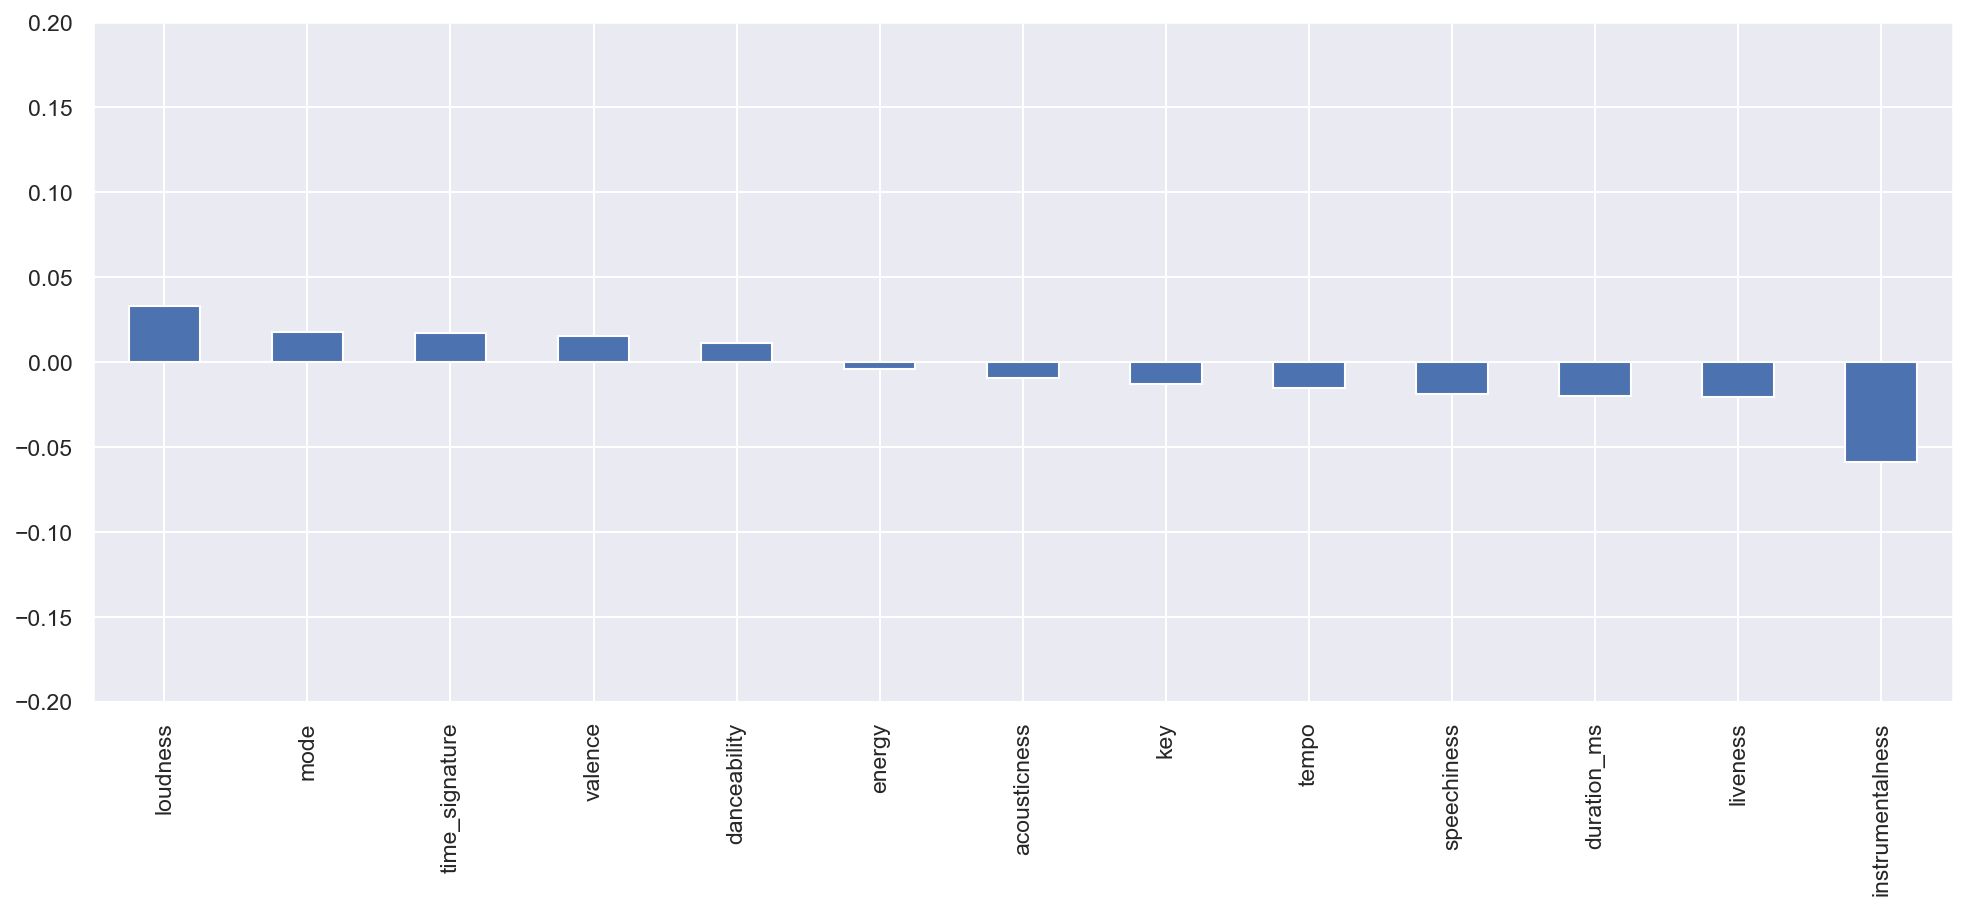 0.20
0.15
0.10
0.05
0.00
−0.05
−0.10
−0.15
−0.20
loudness
mode
time_signature
valence
danceability
energy
acousticness
key
tempo
speechiness
duration_ms
liveness
instrumentalness